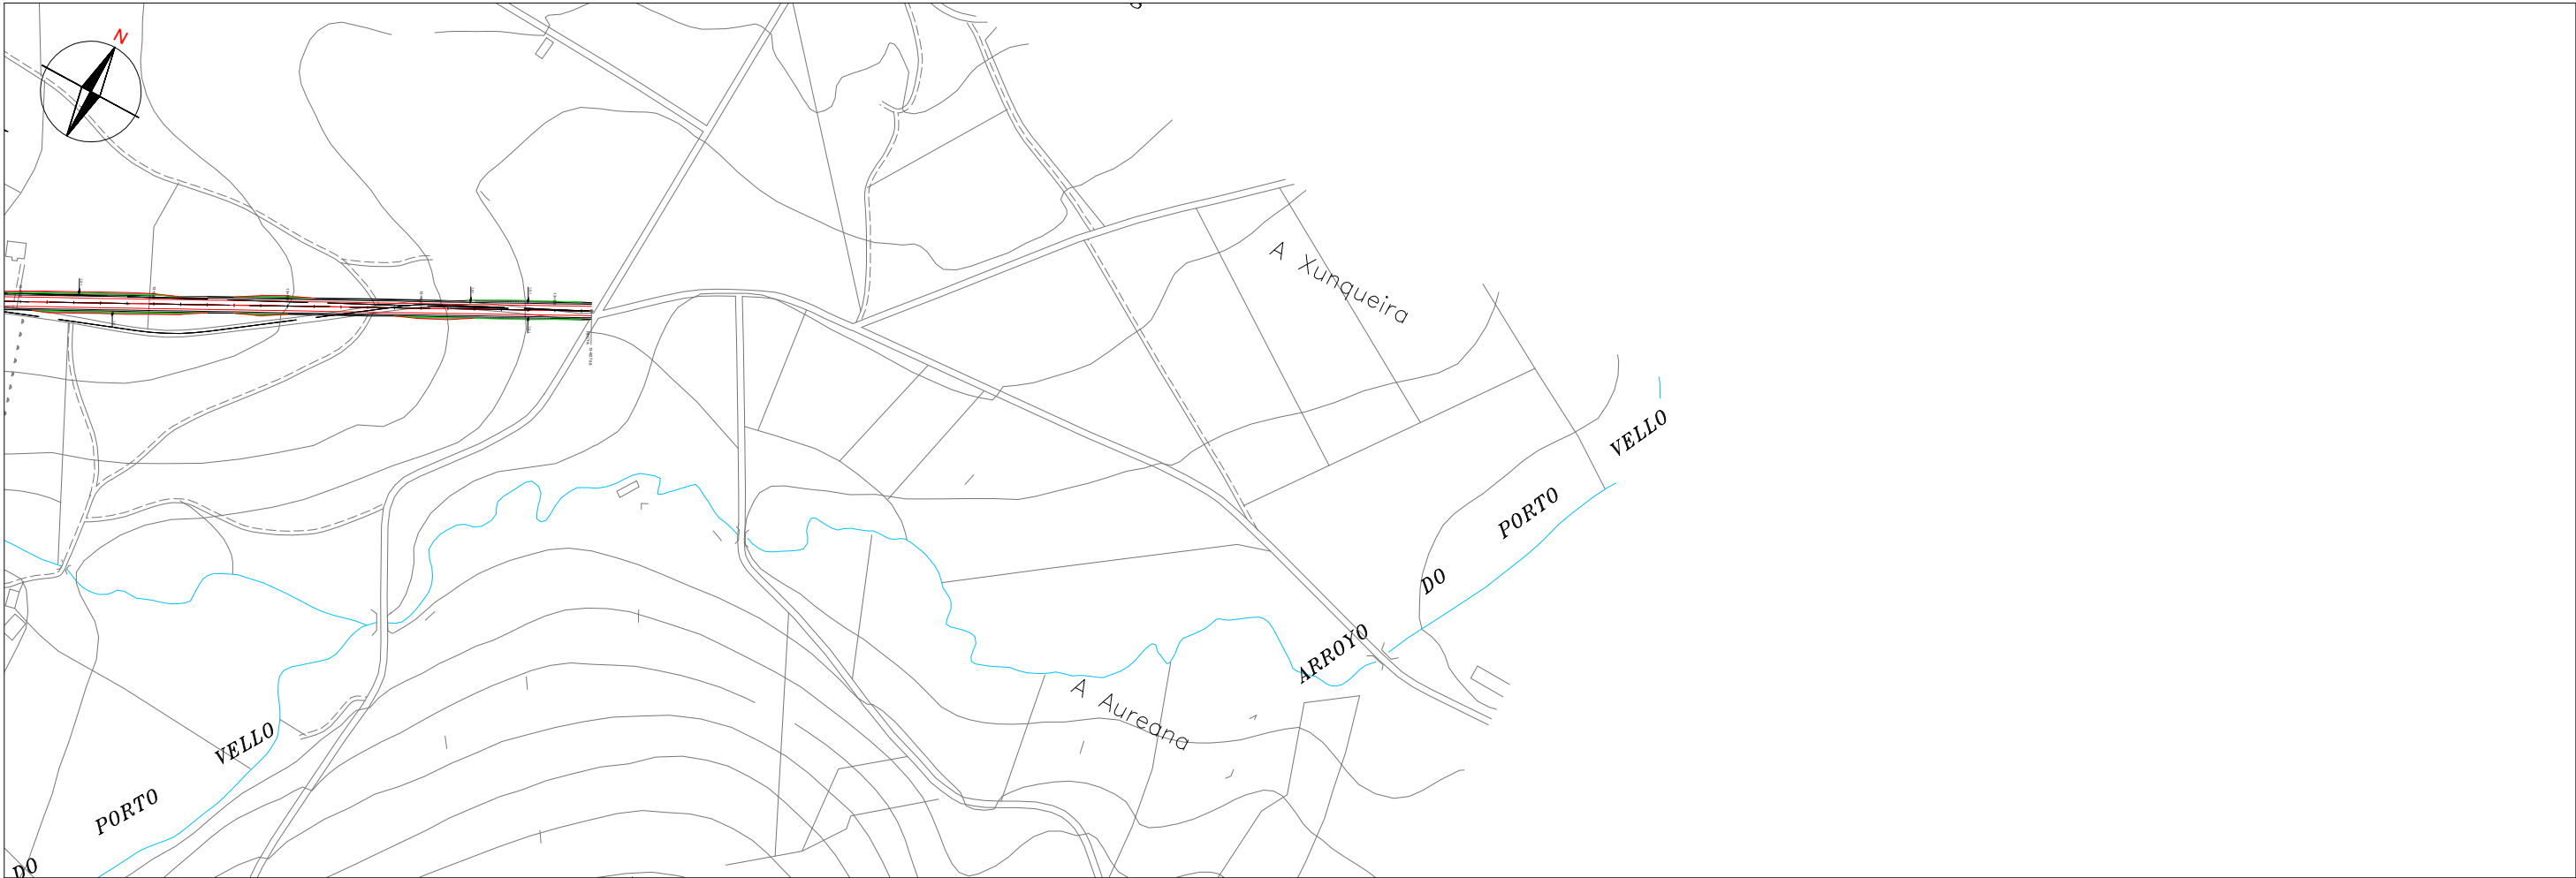 N
A Xunqueira
VELLO
PORTO
DO
ARROYO
A Aureana
VELLO
PORTO
DO